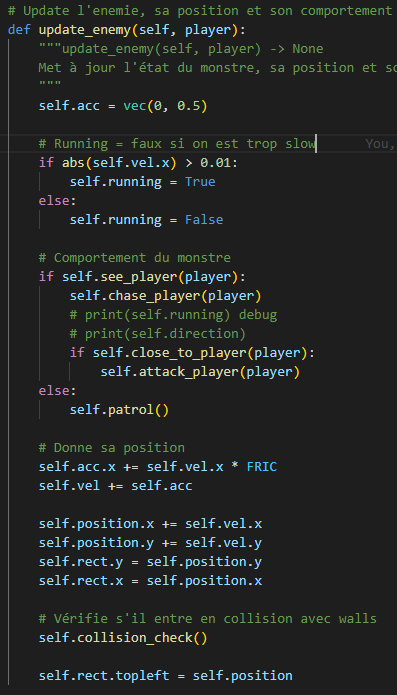 # Update l'enemie, sa position et son comportement
def update_enemy(self, player):
    """update_enemy(self, player) -> None
    Met à jour l'état du monstre, sa position et
    """
    self.acc = vec(0, 0.5)

    # Running = faux si on est trop slow You,
    if abs(self.vel.x) > 0.01:
        self.running = True
    else:
        self.running = False

    # Comportement du monstre
    if self.see_player(player):
        self.chase_player(player)
        # print(self.running) debug
        # print(self.direction)
        if self.close_to_player(player):
            self.attack_player(player)
    else:
        self.patrol()

    # Donne sa position
    self.acc.x += self.vel.x * FRIC
    self.vel += self.acc

    self.position.x += self.vel.x
    self.position.y += self.vel.y
    self.rect.y = self.position.y
    self.rect.x = self.position.x

    # Vérifie s'il entre en collision avec walls
    self.collision_check()

    self.rect.topleft = self.position